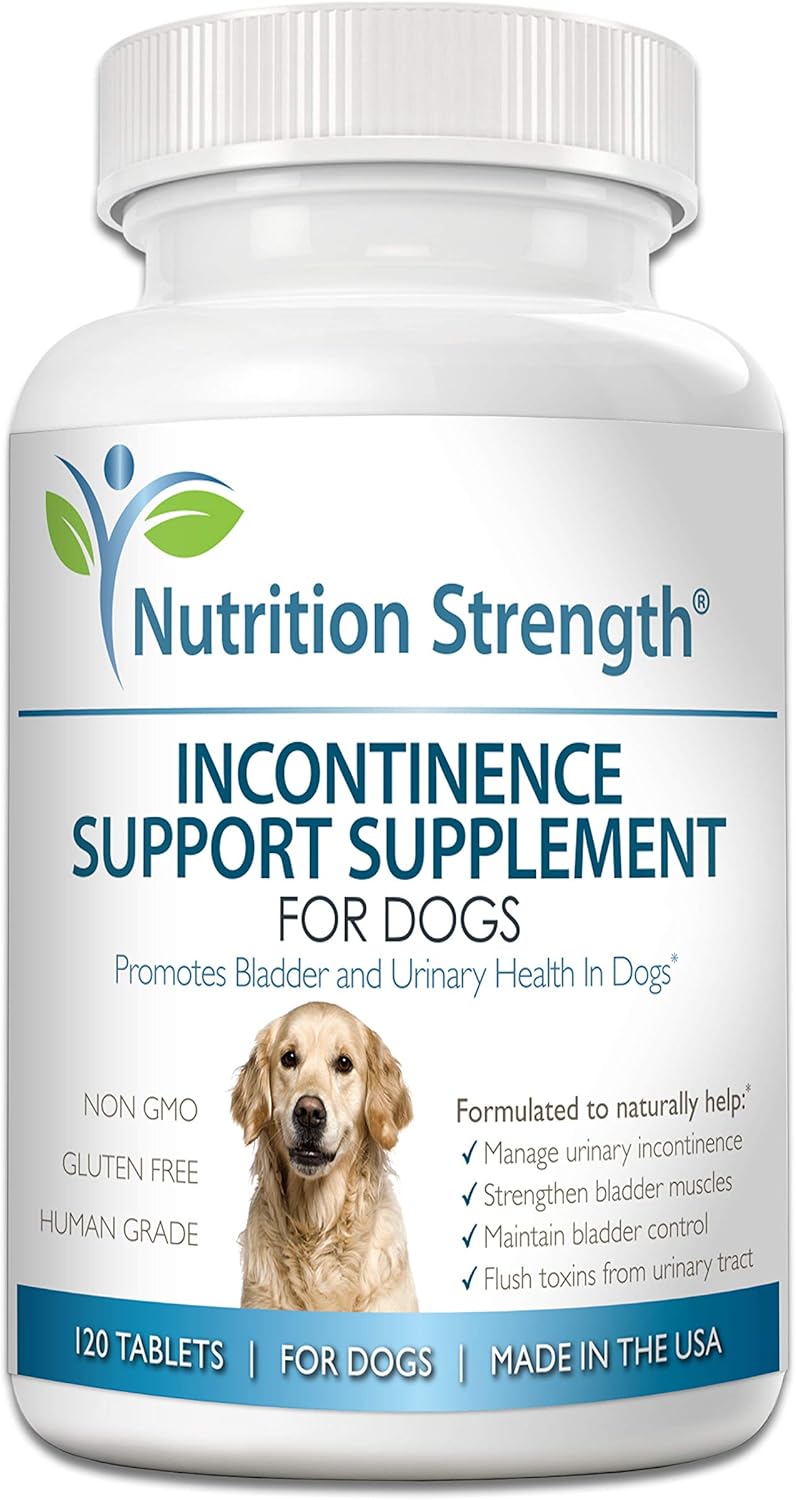 Nutrition Strength®
INCONTINENCE
SUPPORT SUPPLEMENT
FOR DOGS
Promotes Bladder and Urinary Health In Dogs*
NON GMO
GLUTEN FREE
HUMAN GRADE
Formulated to naturally help:*
✓ Manage urinary incontinence
✓ Strengthen bladder muscles
✓ Maintain bladder control
✓ Flush toxins from urinary tract
120 TABLETS | FOR DOGS | MADE IN THE USA